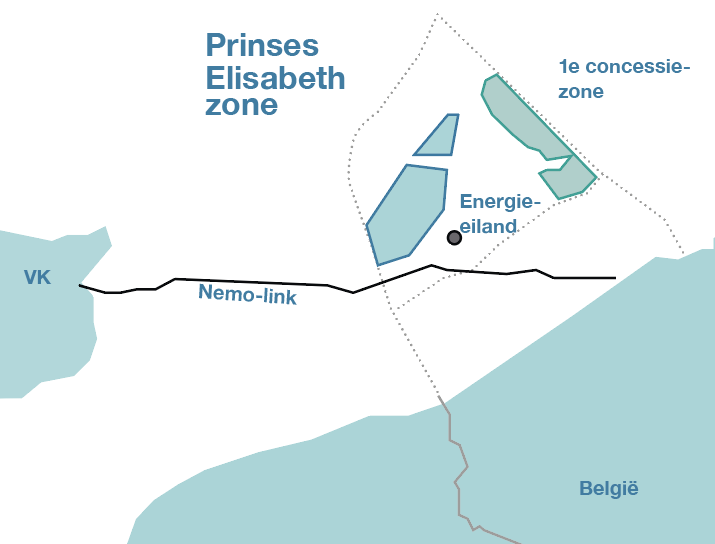 Prinses
Elisabeth
zone
1e concessie-
zone
Energie-
eiland
VK
Nemo-link
België